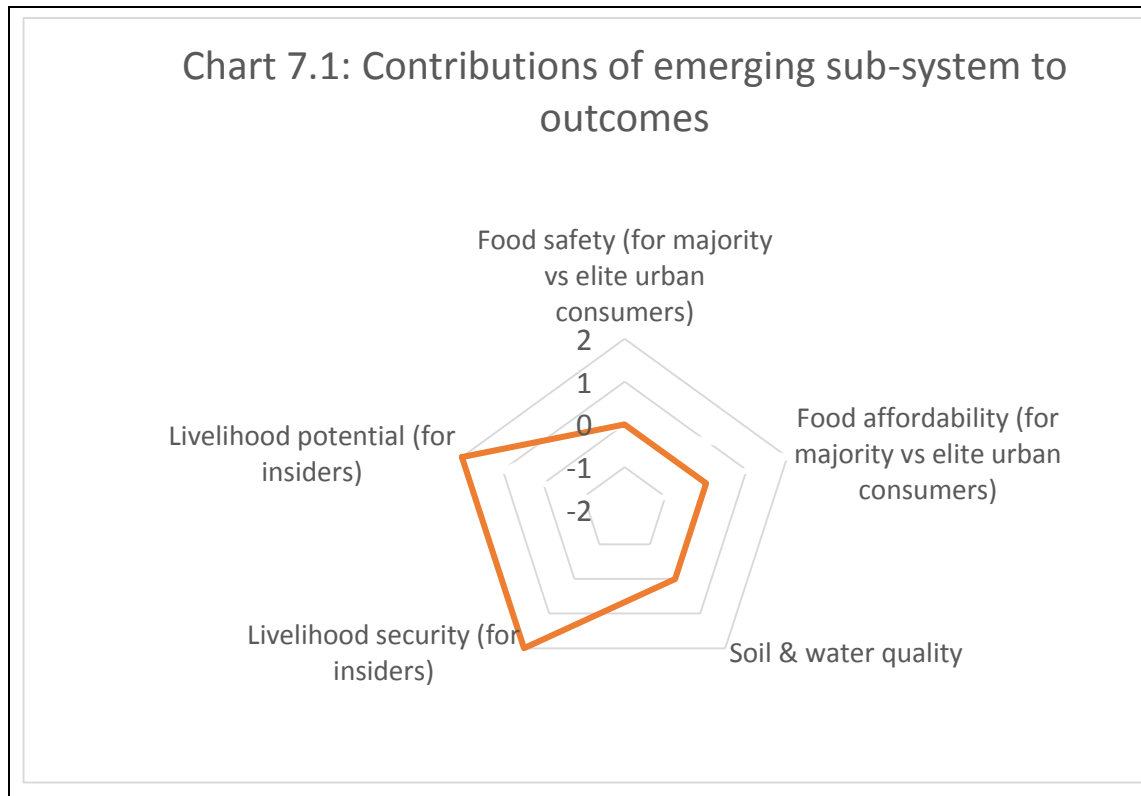 Chart 7.1: Contributions of emerging sub-system to
outcomes
Food safety (for majority
vs elite urban
consumers)
2
1
0
-1
-2
Food affordability (for
majority vs elite urban
consumers)
Soil & water quality
Livelihood security (for
insiders)
Livelihood potential (for
insiders)